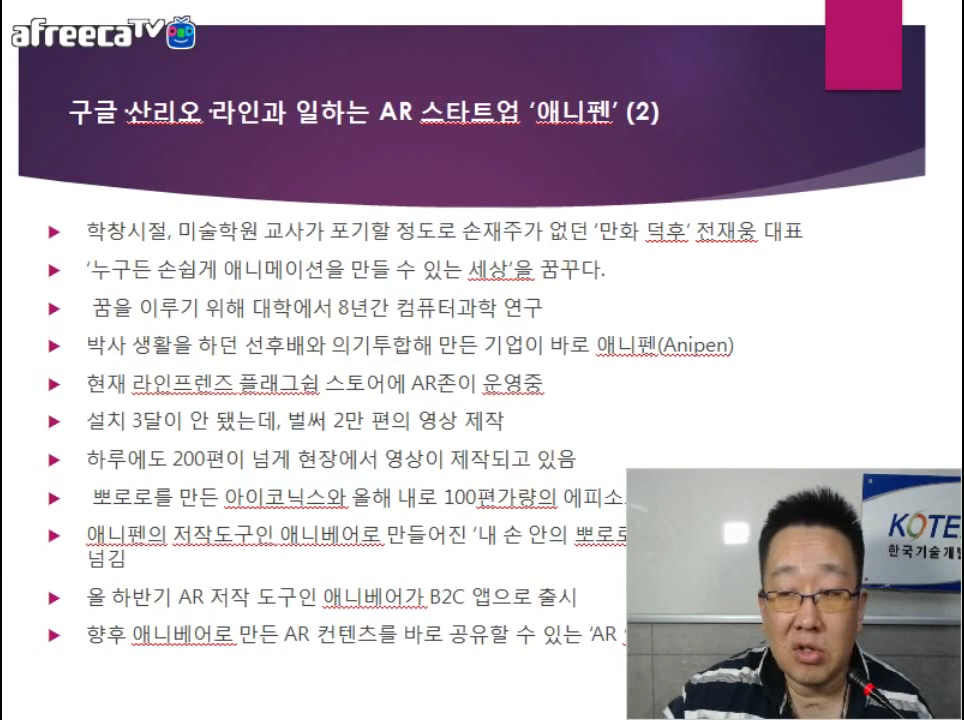 afreecaTV
구글·산리오·라인과 일하는 AR 스타트업 ‘애니펜’ (2)
학창시절, 미술학원 교사가 포기할 정도로 손재주가 없던 ‘만화 덕후’ 전재웅 대표
‘누구든 손쉽게 애니메이션을 만들 수 있는 세상’을 꿈꾸다.
꿈을 이루기 위해 대학에서 8년간 컴퓨터과학 연구
박사 생활을 하던 선후배와 의기투합해 만든 기업이 바로 애니펜(Anipen)
현재 라인프렌즈 플래그쉽 스토어에 AR존이 운영중
설치 3달이 안 됐는데, 벌써 2만 편의 영상 제작
하루에도 200편이 넘게 현장에서 영상이 제작되고 있음
뽀로로를 만든 아이코닉스와 올해 내로 100편가량의 에피소
애니펜의 저작도구인 애니베어로 만들어진 ‘내 손 안의 뽀로로
넘김
올 하반기 AR 저작 도구인 애니베어가 B2C 앱으로 출시
향후 애니베어로 만든 AR 컨텐츠를 바로 공유할 수 있는 ‘AR
KOTE
한국기술개발